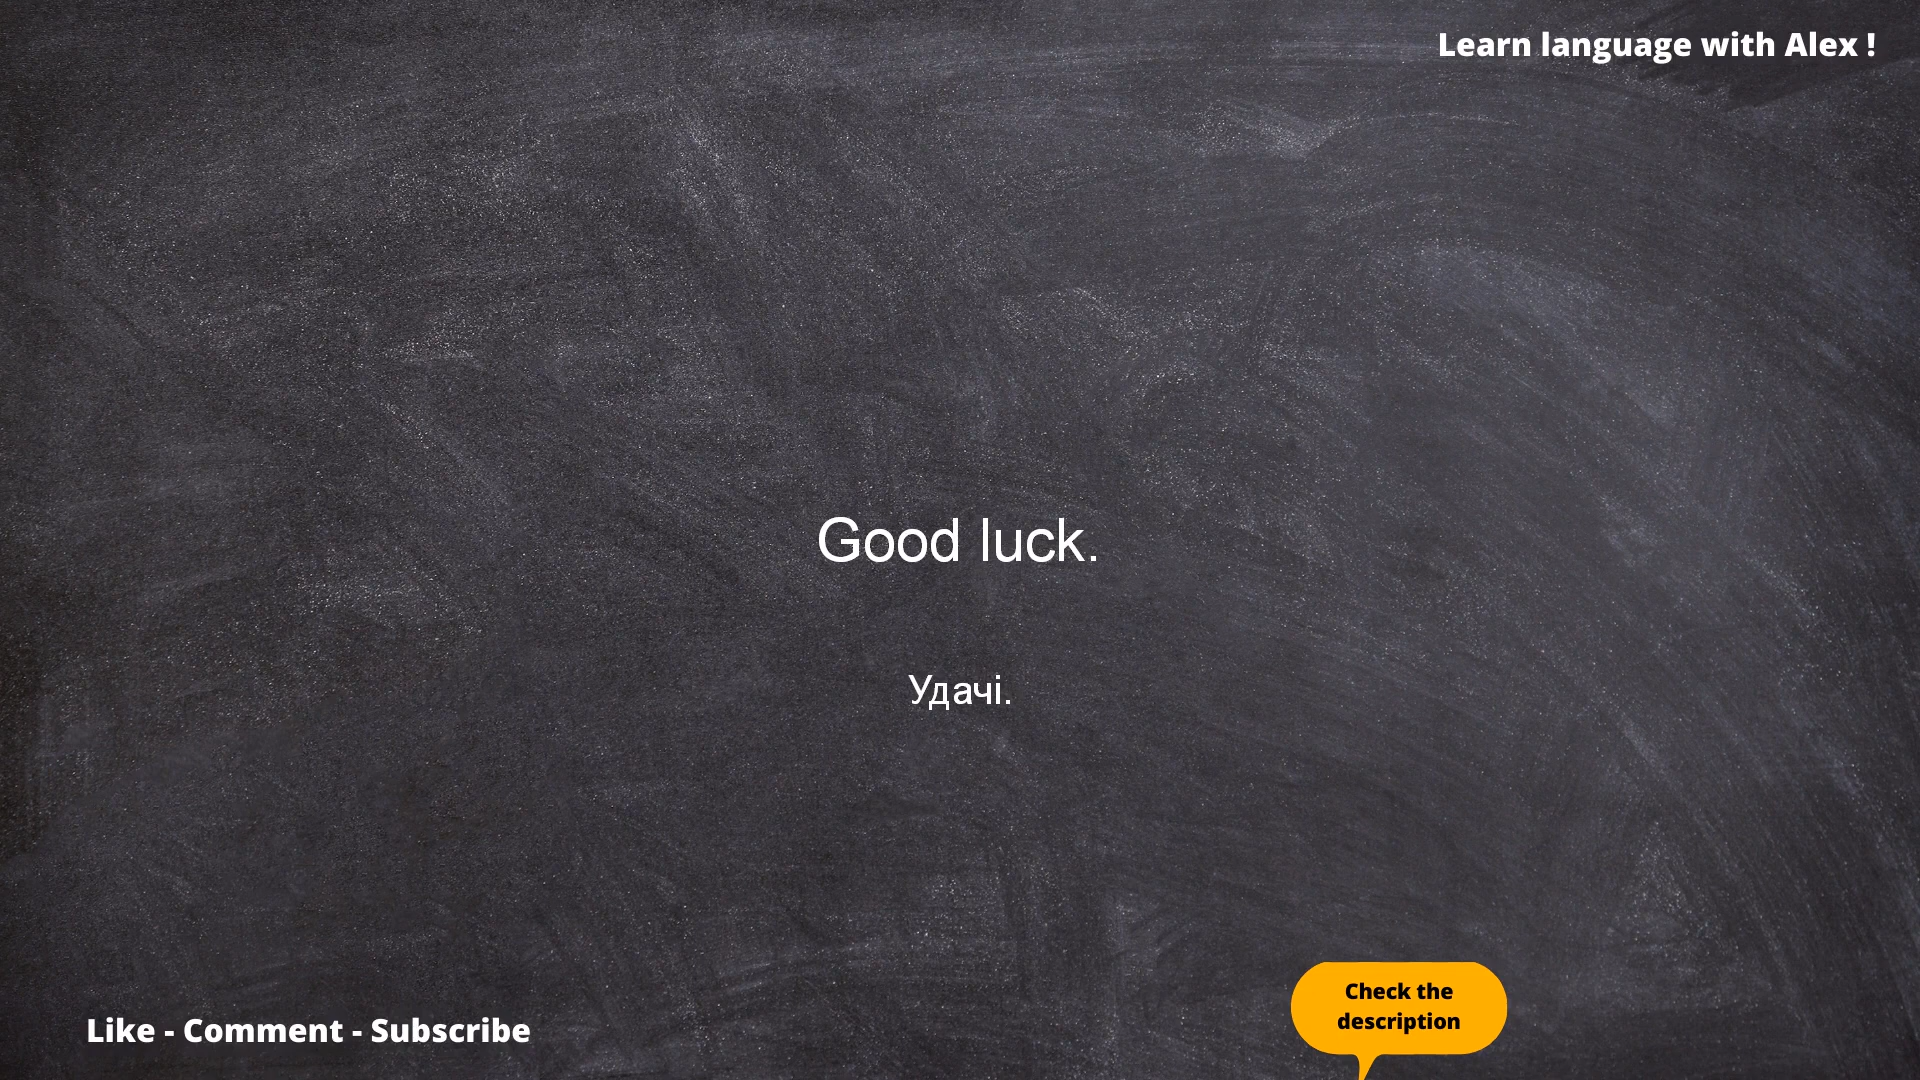 Learn language with Alex !
Good luck.
Удачі.
Check the
description
Like - Comment - Subscribe